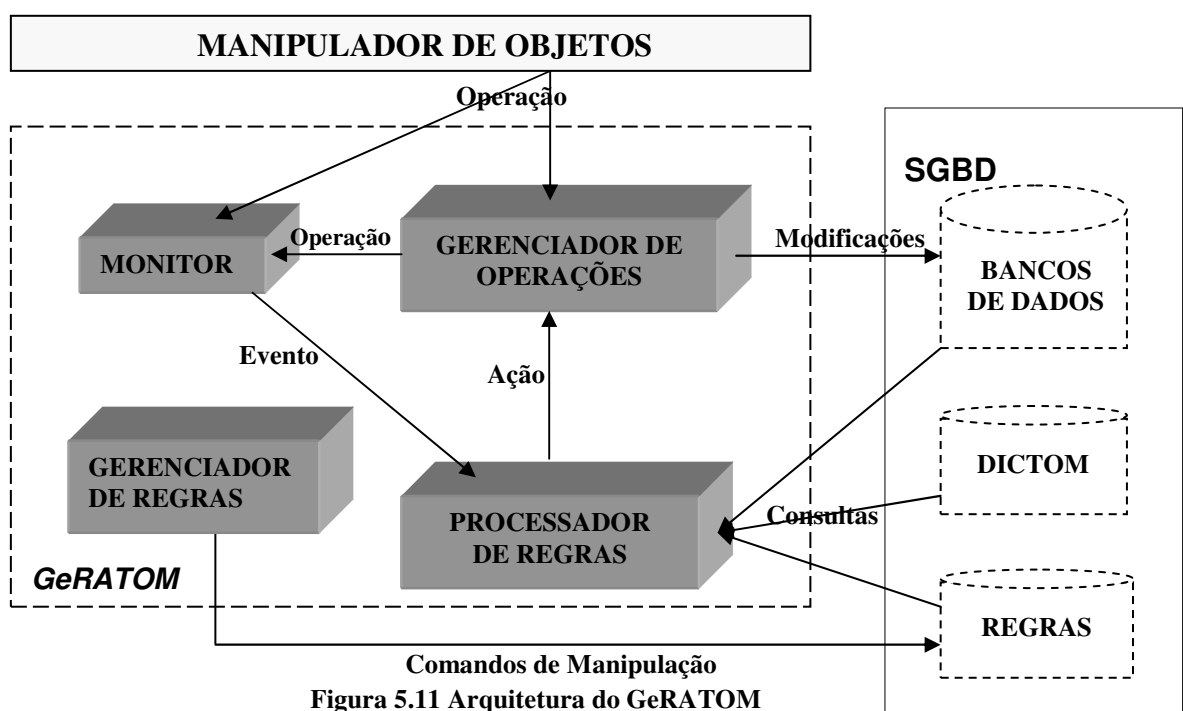 MANIPULADOR DE OBJETOS
Operação
SGBD
MONITOR
Operação
GERENCIADOR DE
OPERAÇÕES
Modificações
BANCOS
DE DADOS
Evento
Ação
GERENCIADOR
DE REGRAS
PROCESSADOR
DE REGRAS
Consultas
DICTOM
GeRATOM
REGRAS
Comandos de Manipulação
Figura 5.11 Arquitetura do GeRATOM